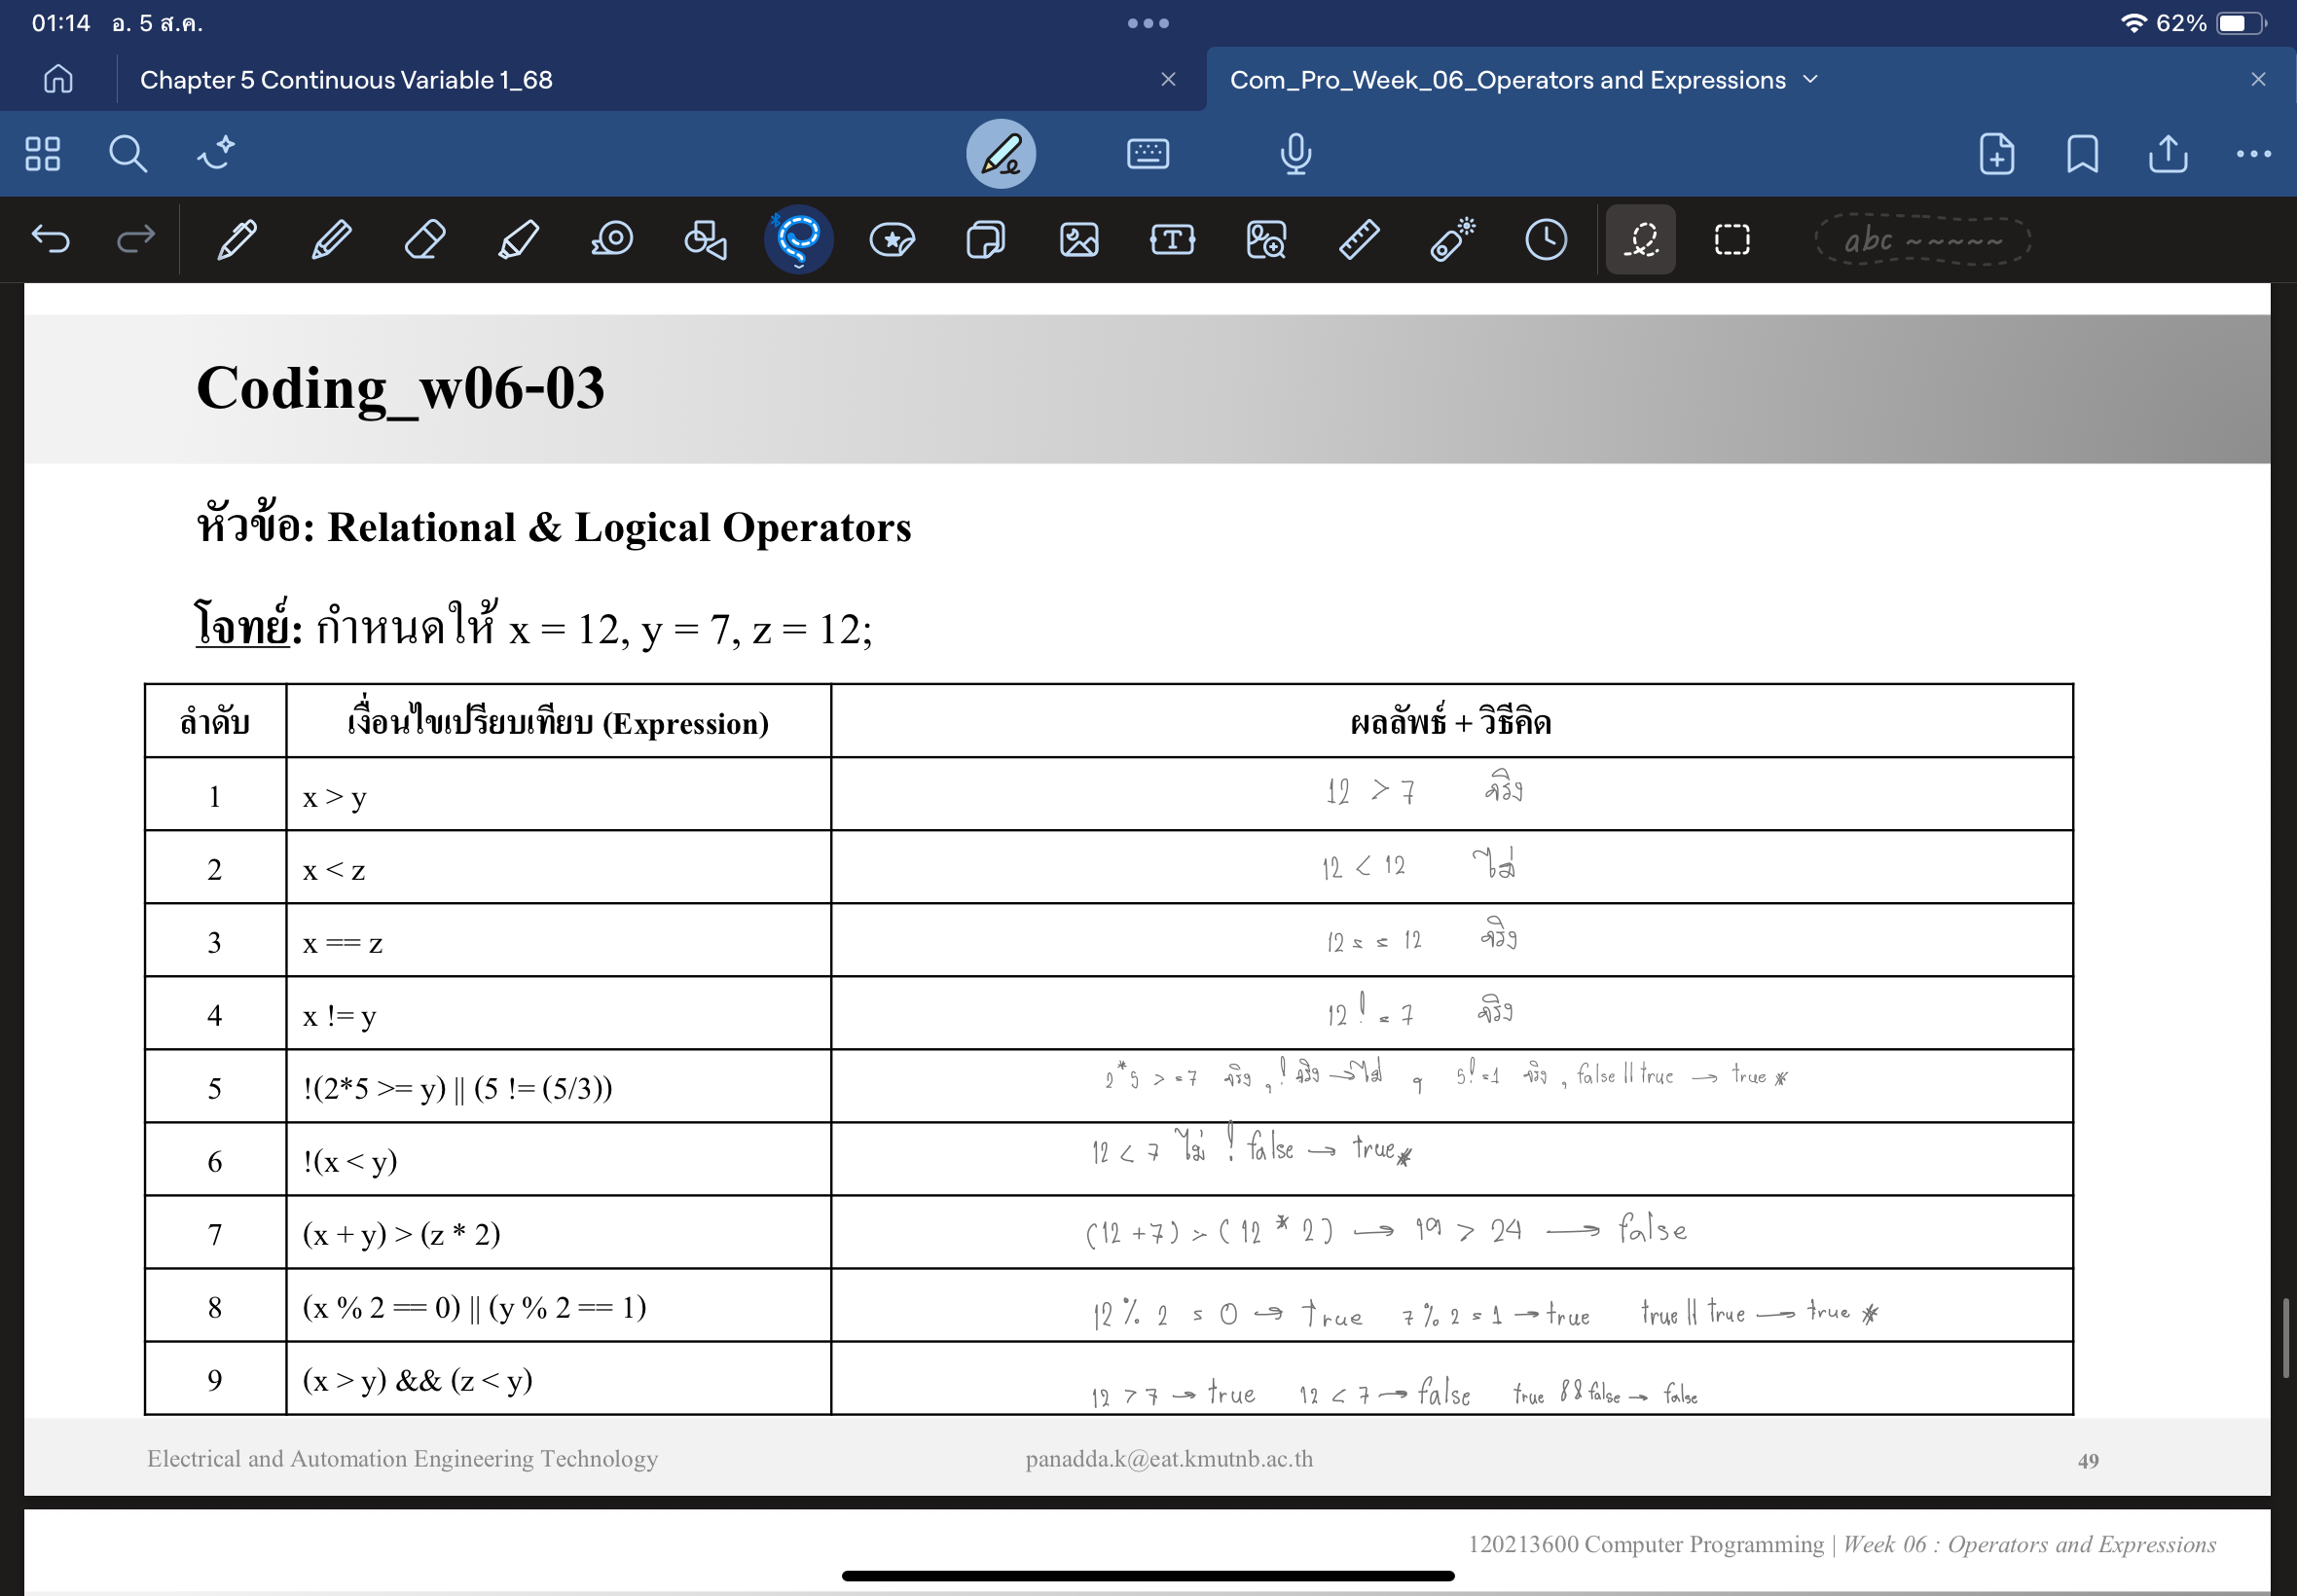 01:14 อ. 5 ส.ค. 62%
Chapter 5 Continuous Variable 1_68
Com_Pro_Week_06_Operators and Expressions
abc ~~~~~
Coding_w06-03
หัวข้อ: Relational & Logical Operators
โจทย์: กำหนดให้ x = 12, y = 7, z = 12;
ลำดับ เงื่อนไขเปรียบเทียบ (Expression) ผลลัพธ์ + วิธีคิด
1 x > y 12 > 7 จริง
2 x < z 12 < 12 ไม่
3 x == z 12 == 12 จริง
4 x != y 12 != 7 จริง
5 !(2*5 >= y) || (5 != (5/3)) 2*5 >= 7 จริง, !จริง → ไม่ , 5!=1 จริง, false || true → true *
6 !(x < y) 12 < 7 ไม่ ! false → true *
7 (x + y) > (z * 2) (12 + 7) > (12 * 2) → 19 > 24 → false
8 (x % 2 == 0) || (y % 2 == 1) 12 % 2 = 0 → true 7 % 2 = 1 → true true || true → true *
9 (x > y) && (z < y) 12 > 7 → true 12 < 7 → false true && false → false
Electrical and Automation Engineering Technology panadda.k@eat.kmutnb.ac.th 49
120213600 Computer Programming | Week 06 : Operators and Expressions